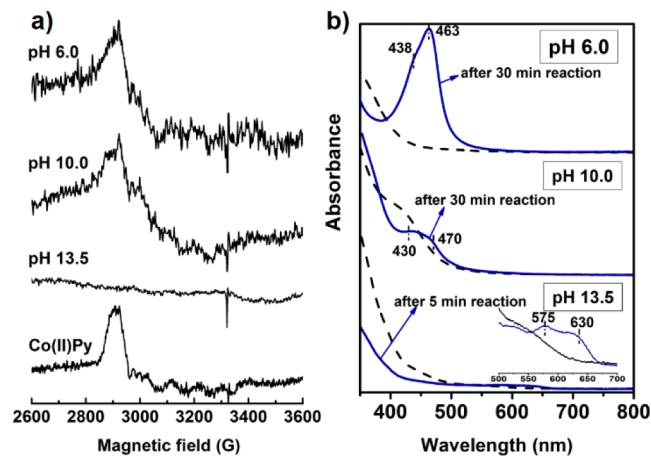 a)
pH 6.0
pH 10.0
pH 13.5
Co(II)Py
2600 2800 3000 3200 3400 3600
Magnetic field (G)
b)
463
438
pH 6.0
after 30 min reaction
pH 10.0
after 30 min reaction
430
470
pH 13.5
after 5 min reaction
575
630
500 550 600 650 700
400 500 600 700 800
Wavelength (nm)
Absorbance